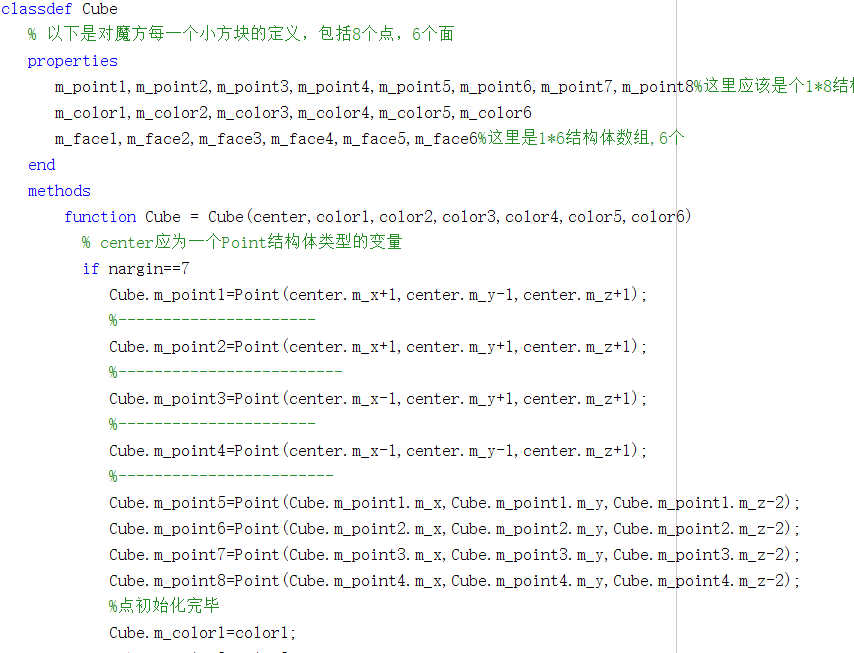 classdef Cube
% 以下是对魔方每一个小方块的定义，包括8个点，6个面
properties
m_point1,m_point2,m_point3,m_point4,m_point5,m_point6,m_point7,m_point8%这里应该是个1*8结构
m_color1,m_color2,m_color3,m_color4,m_color5,m_color6
m_face1,m_face2,m_face3,m_face4,m_face5,m_face6%这里是1*6结构体数组,6个
end
methods
function Cube = Cube(center,color1,color2,color3,color4,color5,color6)
% center应为一个Point结构体类型的变量
if nargin==7
Cube.m_point1=Point(center.m_x+1,center.m_y-1,center.m_z+1);
%----------------------
Cube.m_point2=Point(center.m_x+1,center.m_y+1,center.m_z+1);
%-------------------------
Cube.m_point3=Point(center.m_x-1,center.m_y+1,center.m_z+1);
%----------------------
Cube.m_point4=Point(center.m_x-1,center.m_y-1,center.m_z+1);
%------------------------
Cube.m_point5=Point(Cube.m_point1.m_x,Cube.m_point1.m_y,Cube.m_point1.m_z-2);
Cube.m_point6=Point(Cube.m_point2.m_x,Cube.m_point2.m_y,Cube.m_point2.m_z-2);
Cube.m_point7=Point(Cube.m_point3.m_x,Cube.m_point3.m_y,Cube.m_point3.m_z-2);
Cube.m_point8=Point(Cube.m_point4.m_x,Cube.m_point4.m_y,Cube.m_point4.m_z-2);
%点初始化完毕
Cube.m_color1=color1;